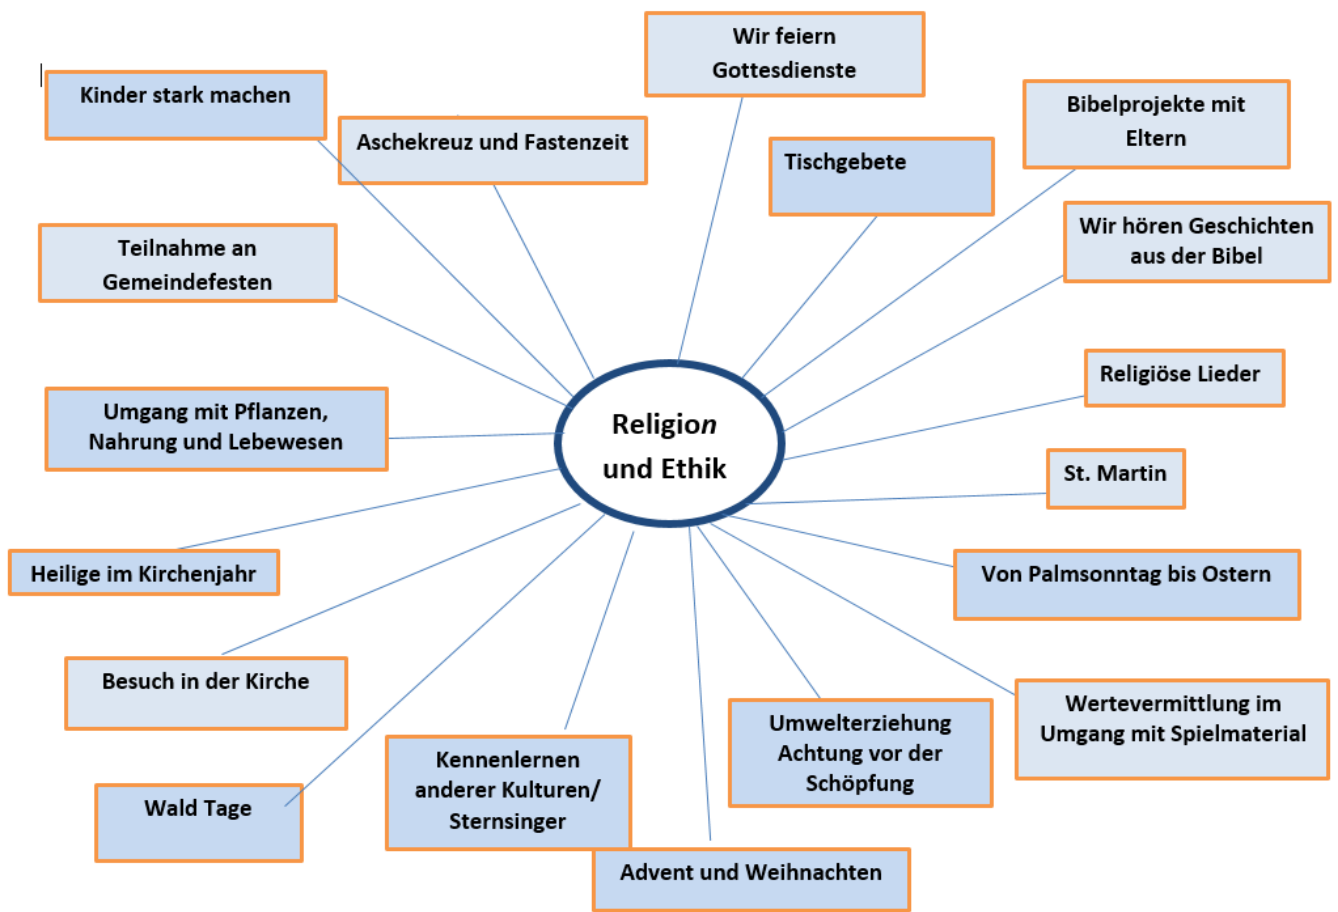 Wir feiern
Gottesdienste
Kinder stark machen
Aschekreuz und Fastenzeit
Bibelprojekte mit
Eltern
Tischgebete
Teilnahme an
Gemeindefesten
Wir hören Geschichten
aus der Bibel
Religiöse Lieder
Umgang mit Pflanzen,
Nahrung und Lebewesen
Religion
und Ethik
St. Martin
Heilige im Kirchenjahr
Von Palmsonntag bis Ostern
Besuch in der Kirche
Wertevermittlung im
Umgang mit Spielmaterial
Umwelterziehung
Achtung vor der
Schöpfung
Kennenlernen
anderer Kulturen/
Sternsinger
Wald Tage
Advent und Weihnachten